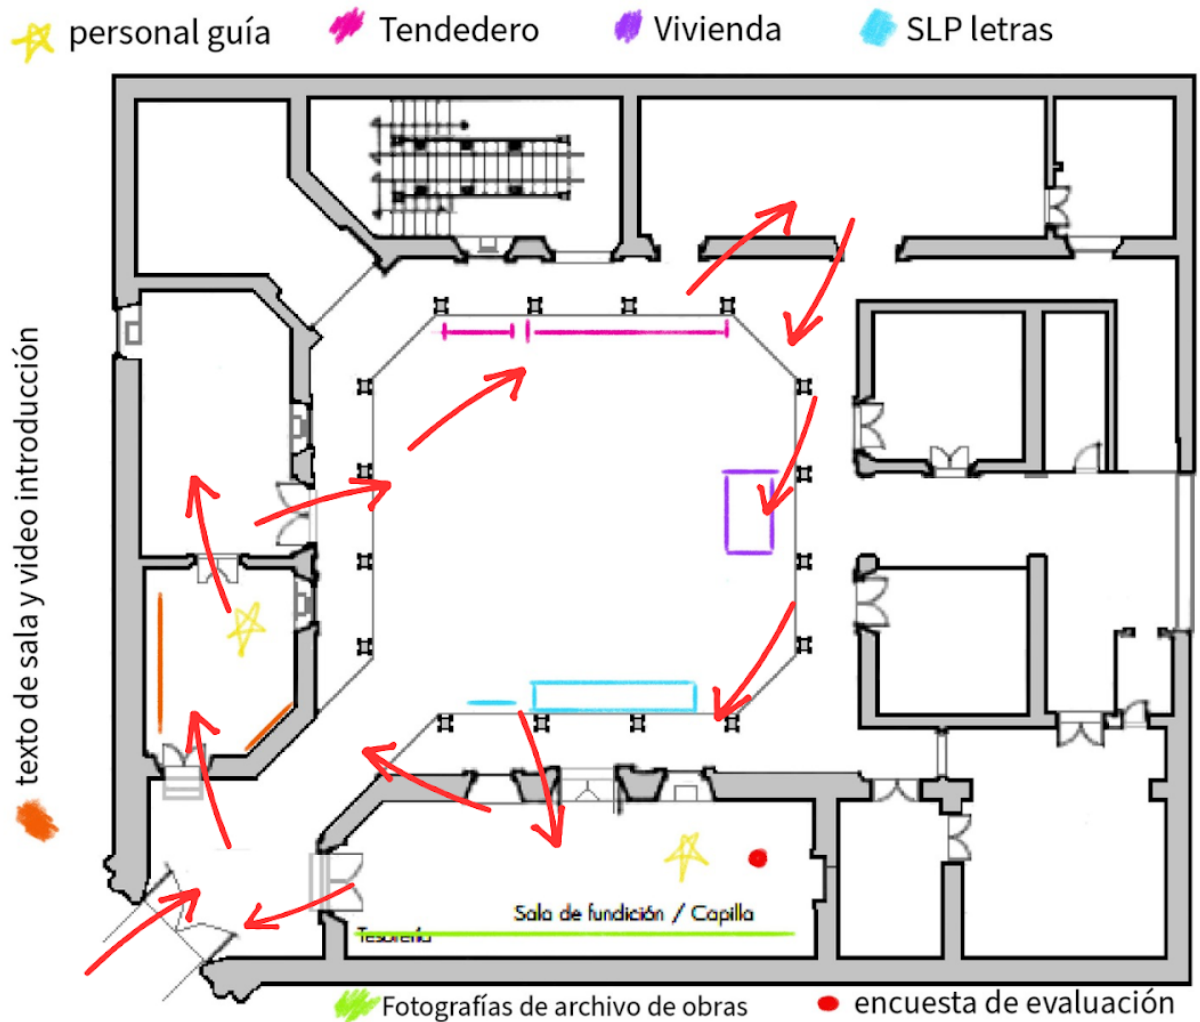 personal guía
Tendedero
Vivienda
SLP letras
texto de sala y video introducción
Sala de fundición / Capilla
Tesorería
Fotografías de archivo de obras
encuesta de evaluación